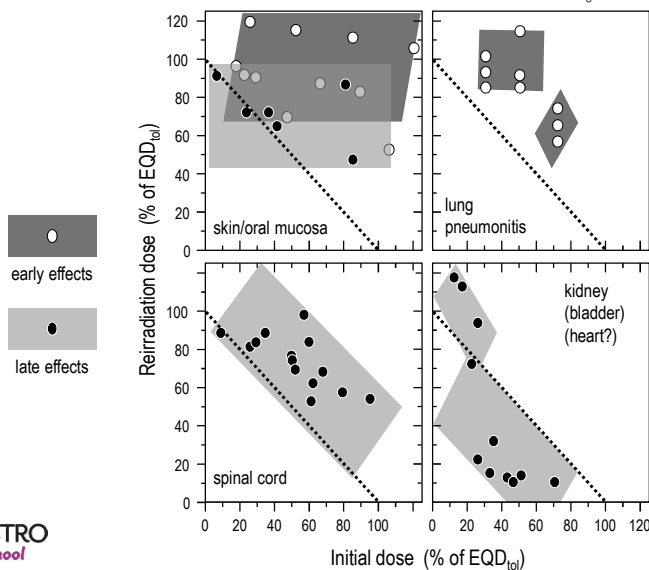 120
100
80
60
40
20
0
skin/oral mucosa
lung
pneumonitis
early effects
late effects
Reirradiation dose (% of EQDtol)
100
80
60
40
20
0
spinal cord
kidney
(bladder)
(heart?)
0 20 40 60 80 100
0 20 40 60 80 100 120
Initial dose (% of EQDtol)